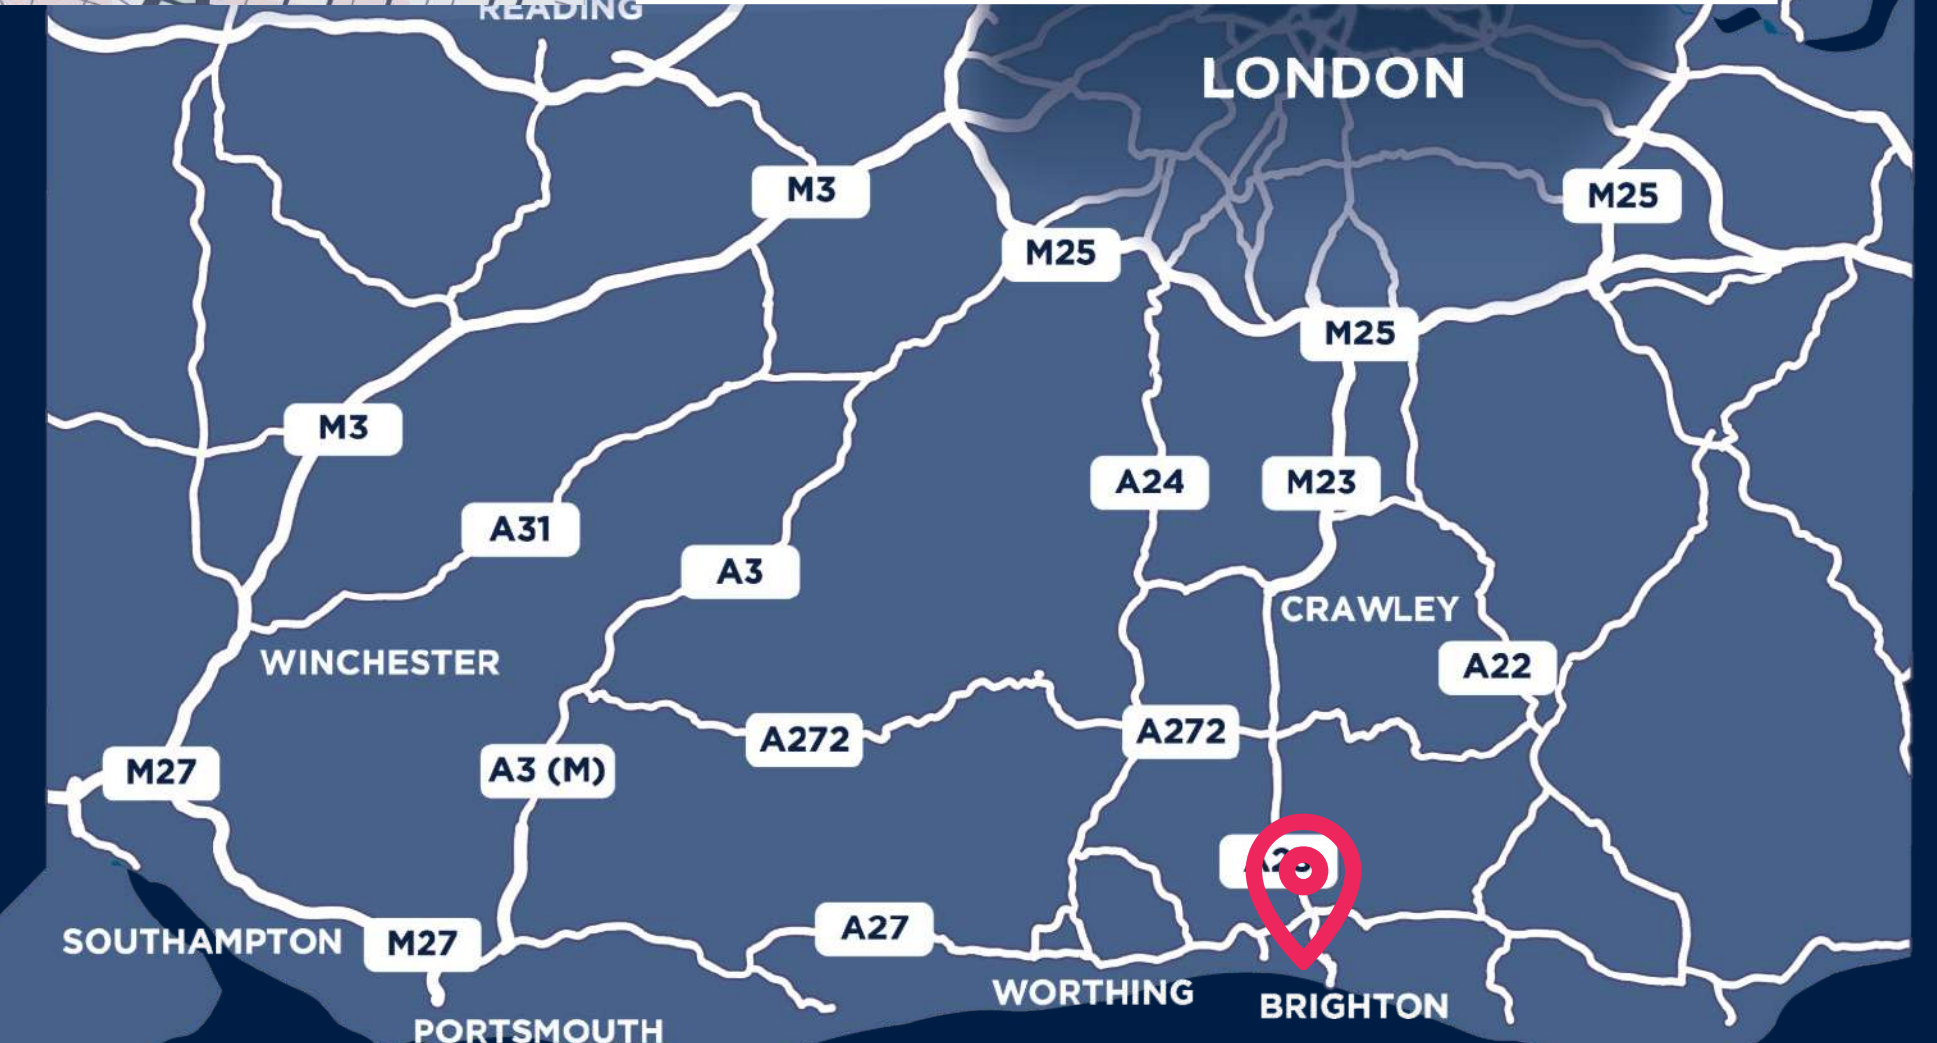 READING
LONDON
M3
M25
M25
M25
M3
A24
M23
A31
A3
CRAWLEY
WINCHESTER
A22
A272
A272
M27
A3 (M)
A27
SOUTHAMPTON
M27
WORTHING
BRIGHTON
PORTSMOUTH